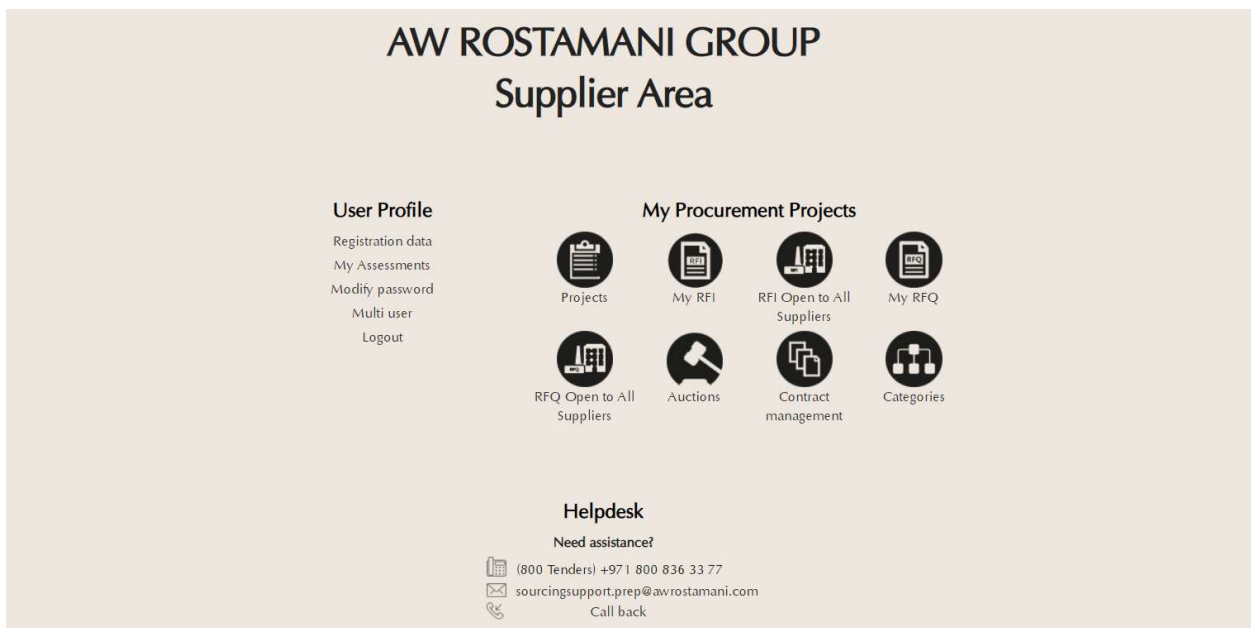 AW ROSTAMANI GROUP
Supplier Area
User Profile
Registration data
My Assessments
Modify password
Multi user
Logout
My Procurement Projects
RFI
RFQ
Projects
My RFI
RFI Open to All
Suppliers
My RFQ
RFQ Open to All
Suppliers
Auctions
Contract
management
Categories
Helpdesk
Need assistance?
(800 Tenders) +971 800 836 33 77
sourcingsupport.prep@awrostamani.com
Call back